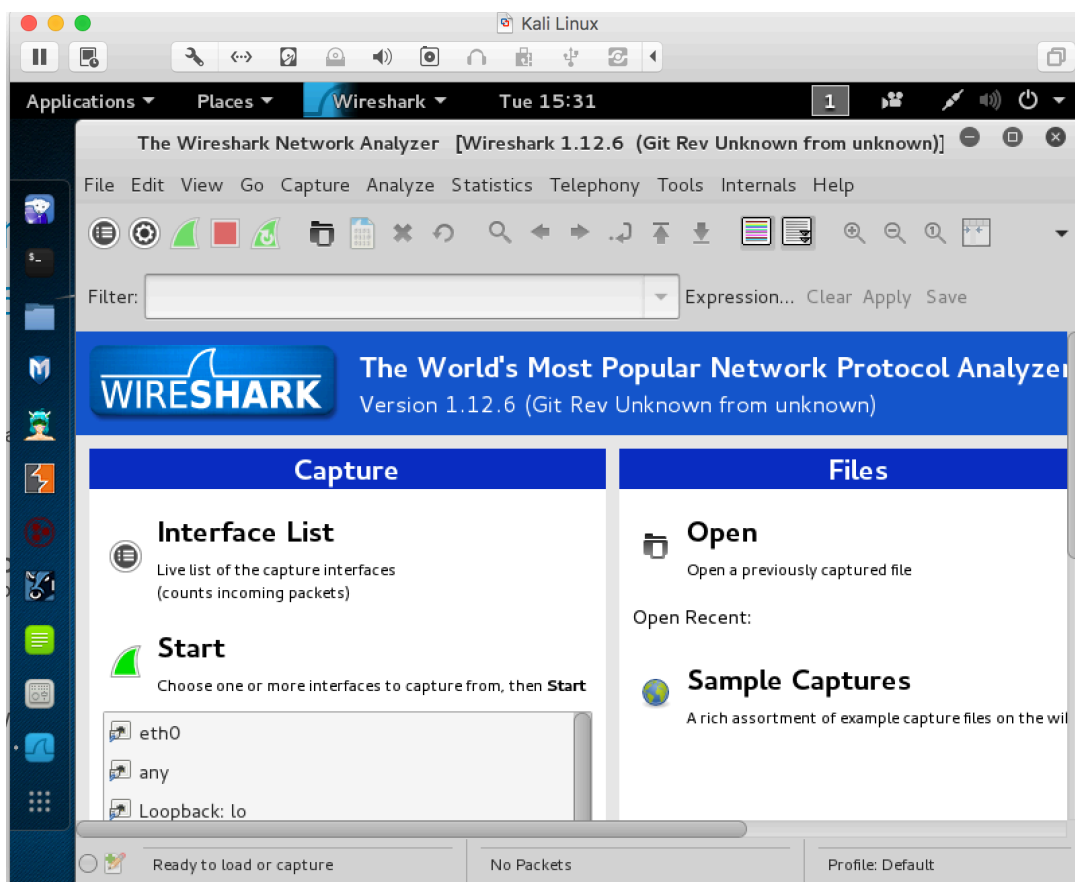 Kali Linux
Applications Places Wireshark Tue 15:31 1
The Wireshark Network Analyzer [Wireshark 1.12.6 (Git Rev Unknown from unknown)]
File Edit View Go Capture Analyze Statistics Telephony Tools Internals Help
Filter: Expression... Clear Apply Save
WIRESHARK
The World's Most Popular Network Protocol Analyzer
Version 1.12.6 (Git Rev Unknown from unknown)
Capture
Interface List
Live list of the capture interfaces
(counts incoming packets)
Start
Choose one or more interfaces to capture from, then Start
eth0
any
Loopback: lo
Files
Open
Open a previously captured file
Open Recent:
Sample Captures
A rich assortment of example capture files on the wi
Ready to load or capture No Packets Profile: Default